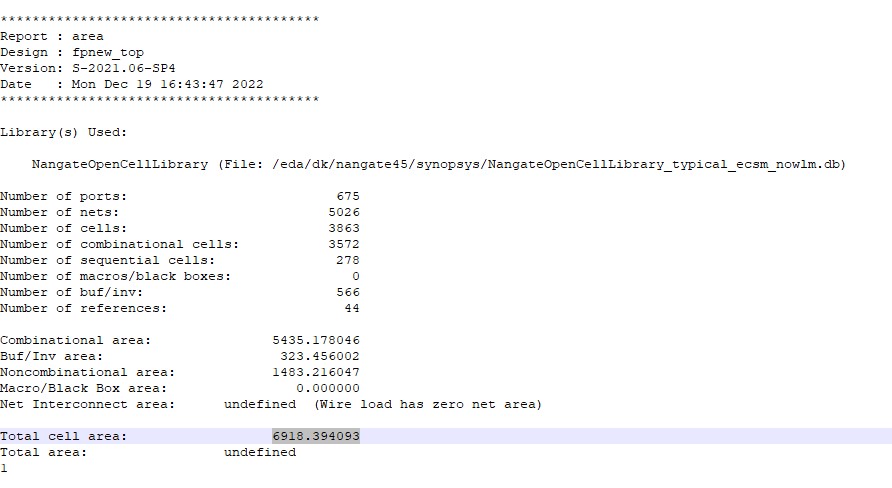 ****************************************
Report : area
Design : fpnew_top
Version: S-2021.06-SP4
Date   : Mon Dec 19 16:43:47 2022
****************************************
Library(s) Used:
    NangateOpenCellLibrary (File: /eda/dk/nangate45/synopsys/NangateOpenCellLibrary_typical_ecsm_nowlm.db)
Number of ports:                          675
Number of nets:                          5026
Number of cells:                         3863
Number of combinational cells:           3572
Number of sequential cells:               278
Number of macros/black boxes:               0
Number of buf/inv:                        566
Number of references:                      44
Combinational area:               5435.178046
Buf/Inv area:                      323.456002
Noncombinational area:            1483.216047
Macro/Black Box area:                0.000000
Net Interconnect area:      undefined  (Wire load has zero net area)
Total cell area:                  6918.394093
Total area:                 undefined
1